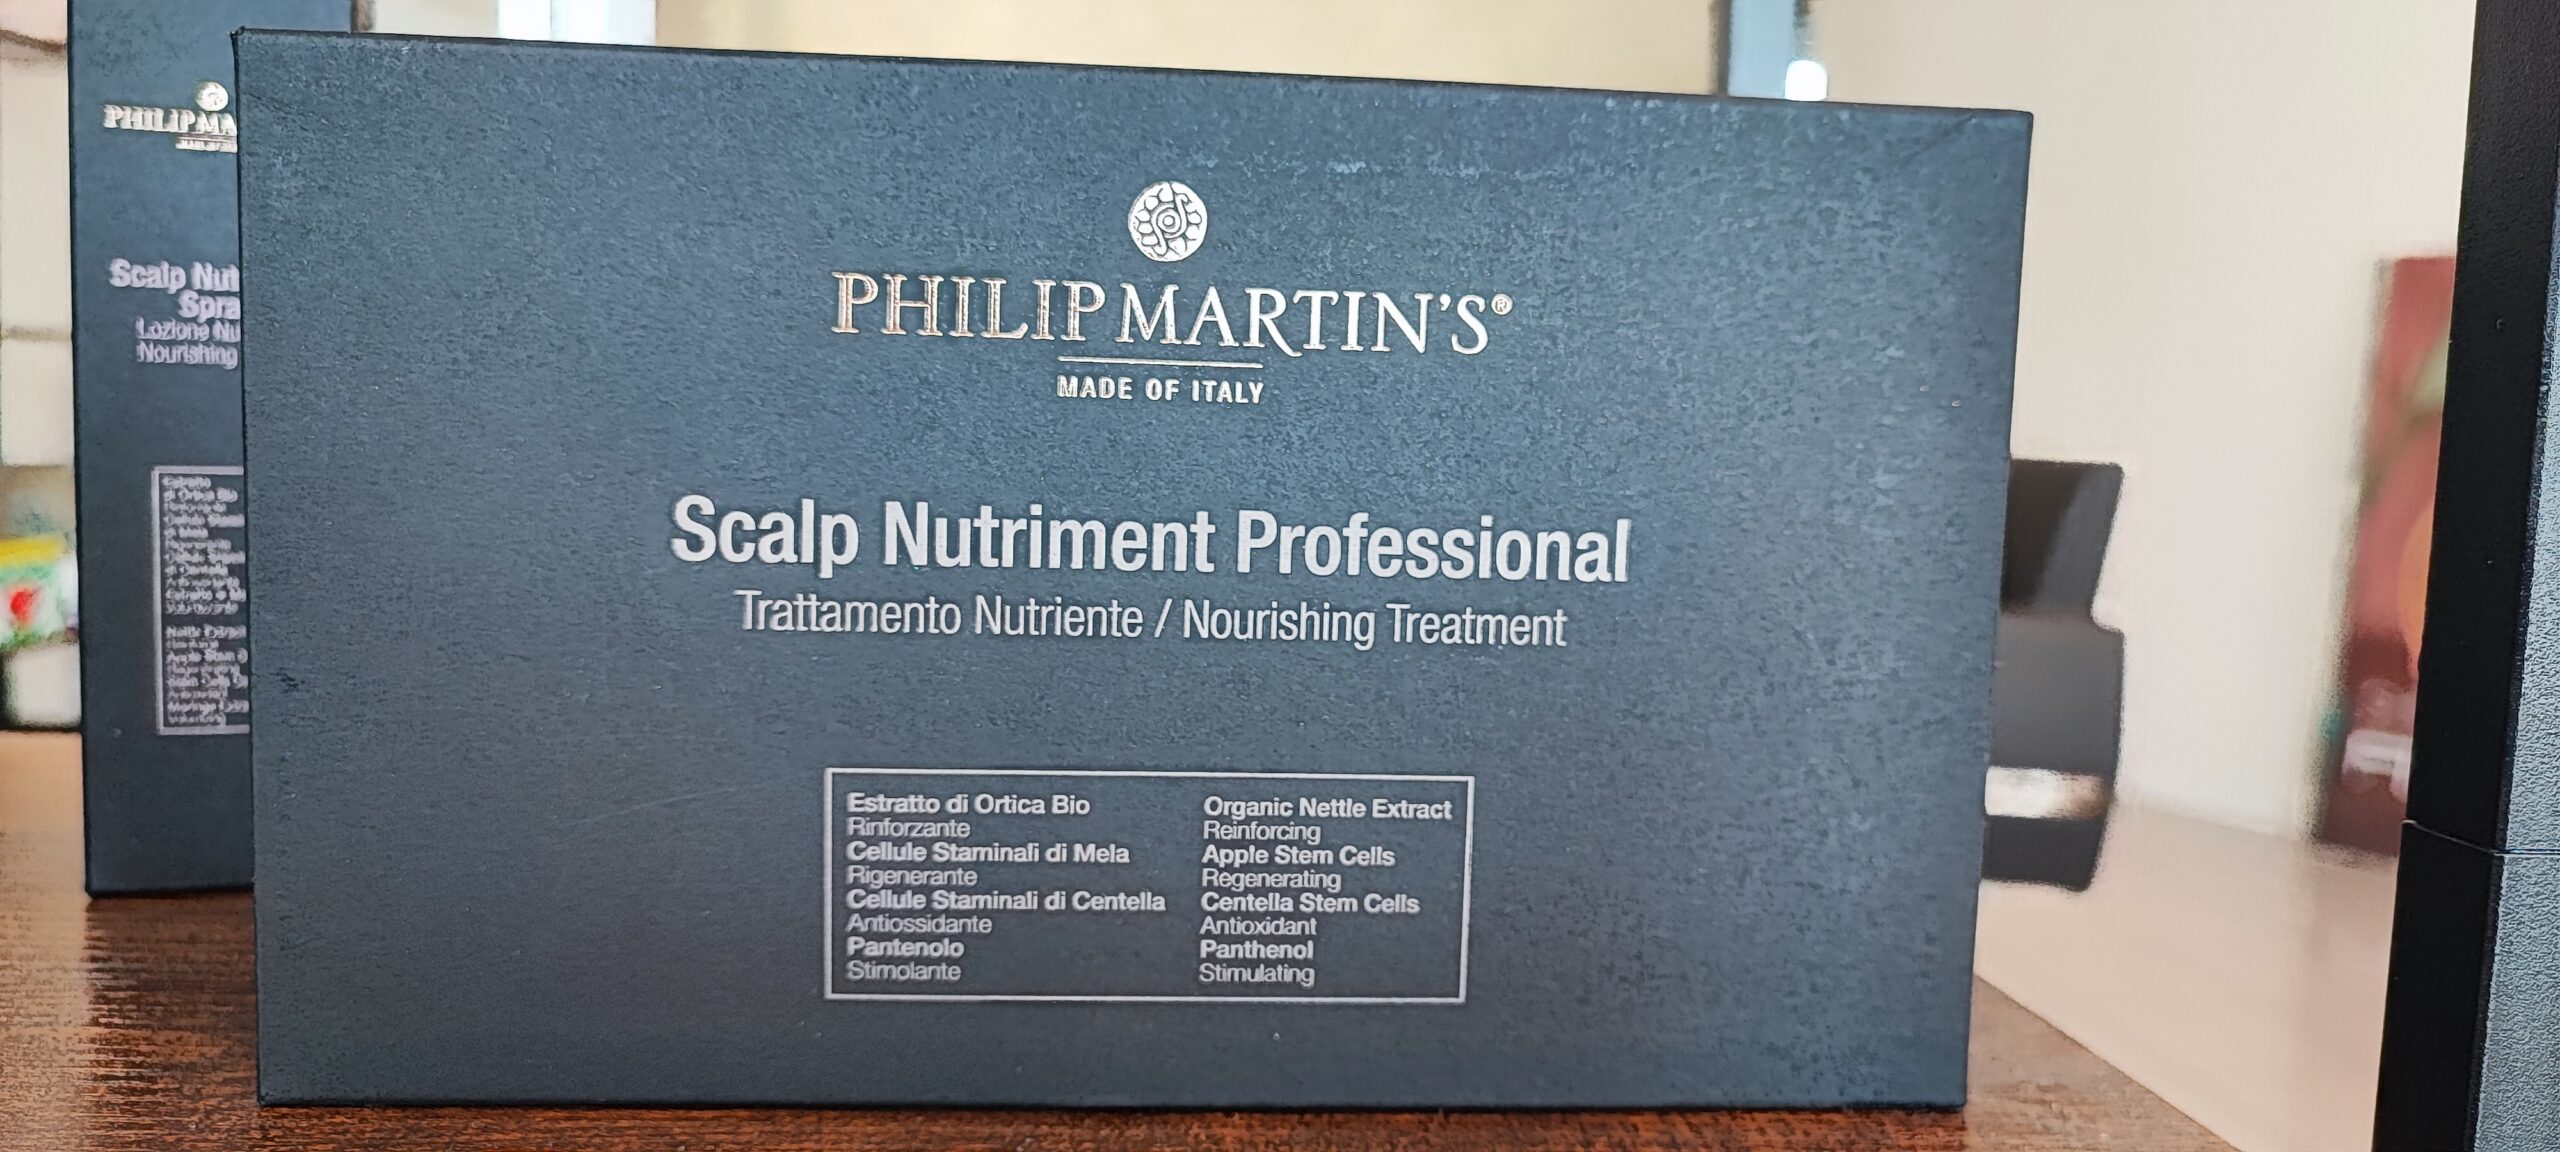 PHILIP MARTIN'S®
MADE OF ITALY
Scalp Nutriment Professional
Trattamento Nutriente / Nourishing Treatment
Estratto di Ortica Bio
Rinforzante
Cellule Staminali di Mela
Rigenerante
Cellule Staminali di Centella
Antiossidante
Pantenolo
Stimolante
Organic Nettle Extract
Reinforcing
Apple Stem Cells
Regenerating
Centella Stem Cells
Antioxidant
Panthenol
Stimulating
PHILIP MA
Scalp Nut
Spra
Lozione Nu
Nourishing